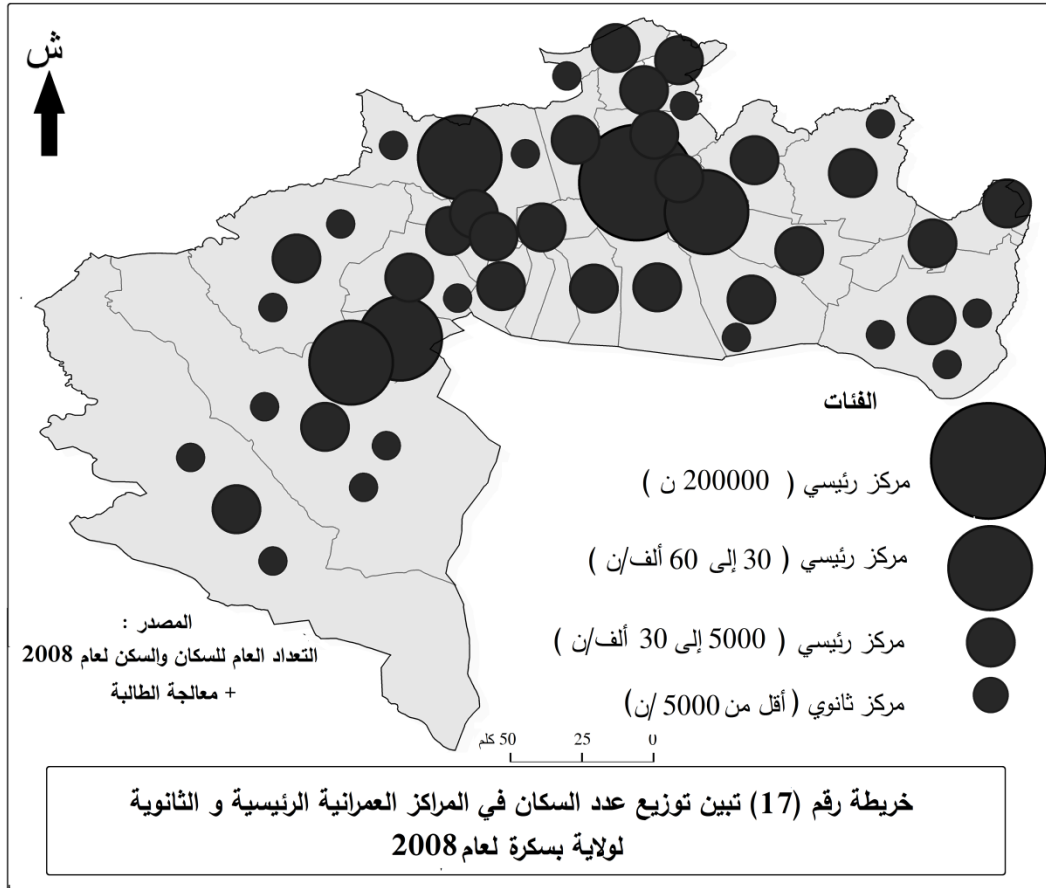 ش
الفئات
مركز رئيسي ( 200000 ن )
مركز رئيسي ( 30 إلى 60 ألف/ن )
مركز رئيسي ( 5000 إلى 30 ألف/ن )
مركز ثانوي ( أقل من 5000 /ن)
المصدر :
التعداد العام للسكان والسكن لعام 2008
+ معالجة الطالبة
0 25 50 كلم
خريطة رقم (17) تبين توزيع عدد السكان في المراكز العمرانية الرئيسية و الثانوية
لولاية بسكرة لعام 2008